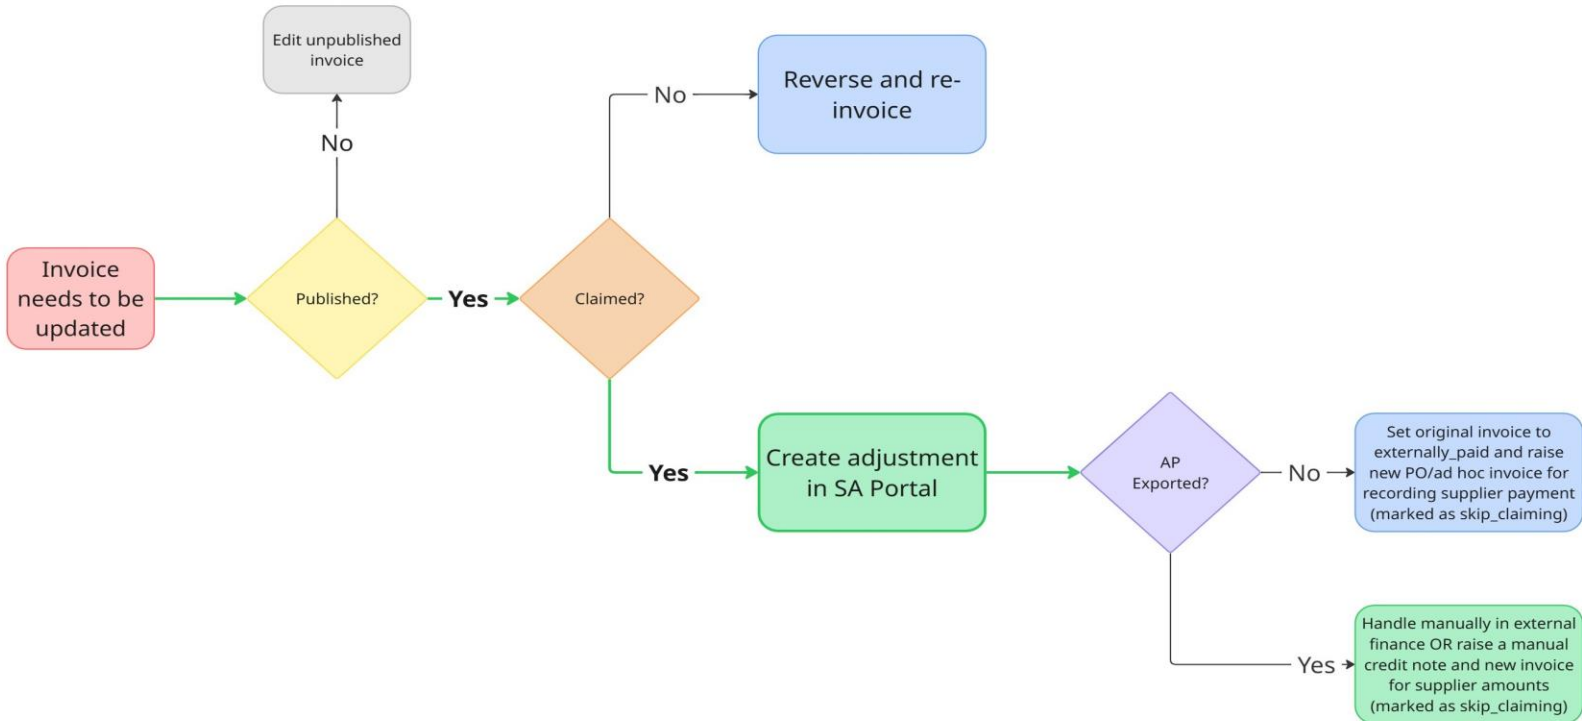 Edit unpublished
invoice
No
Invoice
needs to be
updated
Published?
Yes
Claimed?
No
Reverse and re-
invoice
Yes
Create adjustment
in SA Portal
AP
Exported?
No
Set original invoice to
externally_paid and raise
new PO/ad hoc invoice for
recording supplier payment
(marked as skip_claiming)
Yes
Handle manually in external
finance OR raise a manual
credit note and new invoice
for supplier amounts
(marked as skip_claiming)